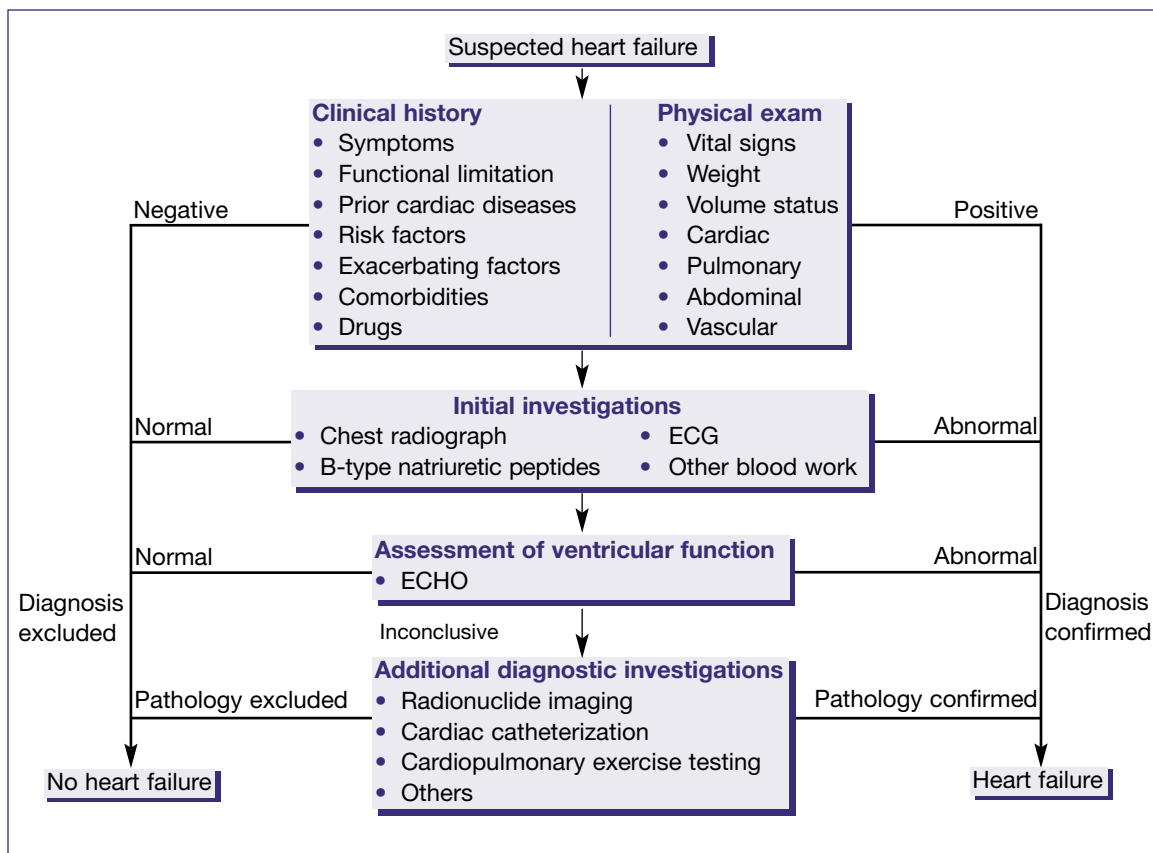 Suspected heart failure
Clinical history
• Symptoms
• Functional limitation
• Prior cardiac diseases
• Risk factors
• Exacerbating factors
• Comorbidities
• Drugs
Physical exam
• Vital signs
• Weight
• Volume status
• Cardiac
• Pulmonary
• Abdominal
• Vascular
Negative
Positive
Initial investigations
• Chest radiograph
• B-type natriuretic peptides
• ECG
• Other blood work
Normal
Abnormal
Assessment of ventricular function
• ECHO
Normal
Abnormal
Diagnosis
excluded
Inconclusive
Diagnosis
confirmed
Additional diagnostic investigations
• Radionuclide imaging
• Cardiac catheterization
• Cardiopulmonary exercise testing
• Others
Pathology excluded
Pathology confirmed
No heart failure
Heart failure